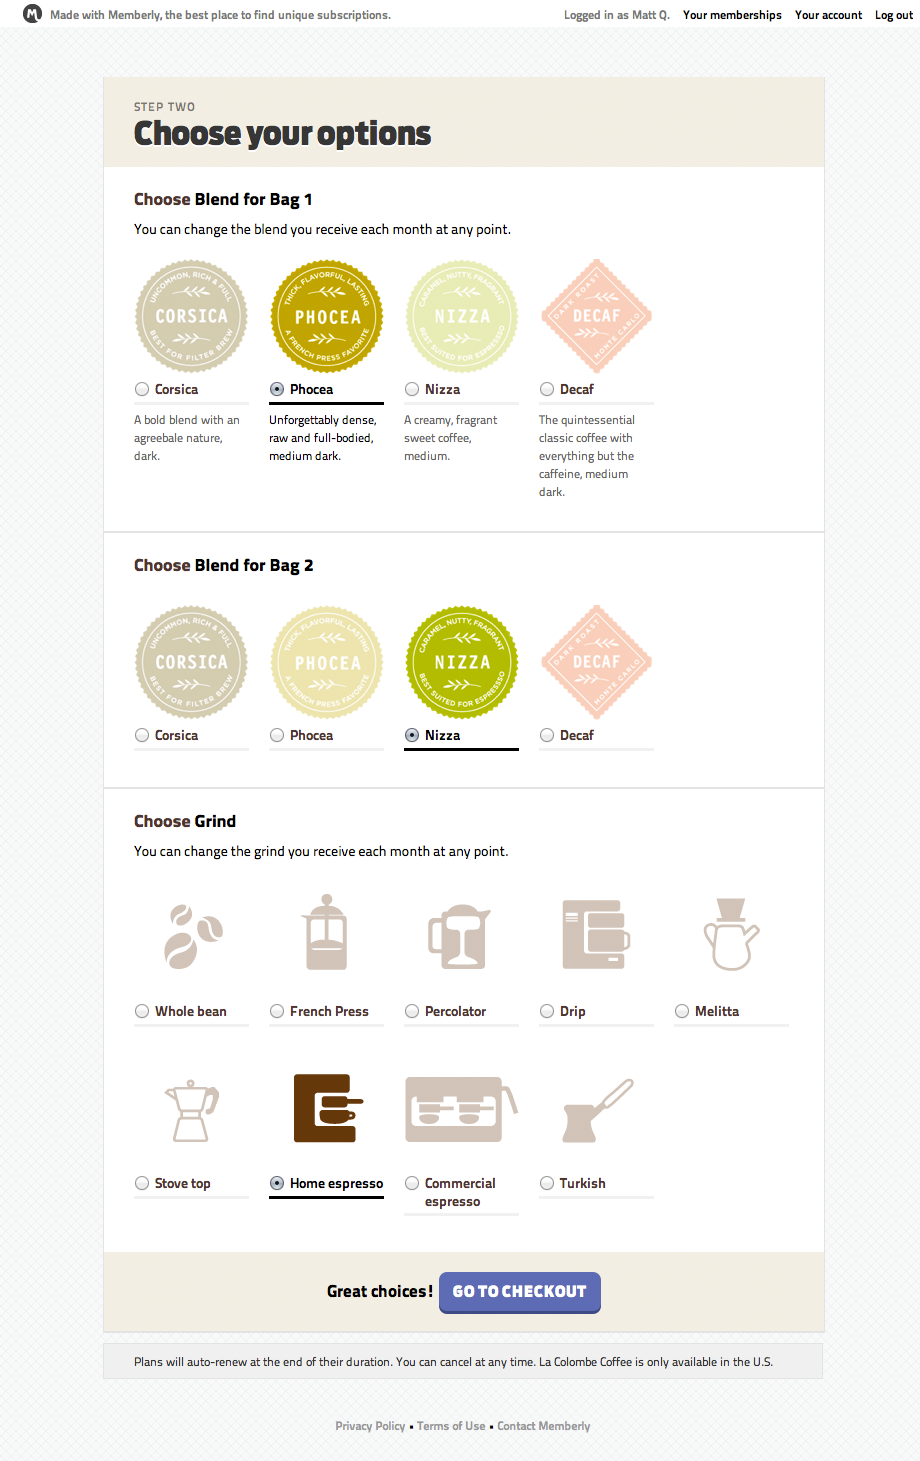 M Made with Memberly, the best place to find unique subscriptions. Logged in as Matt Q. Your memberships Your account Log out
STEP TWO
Choose your options
Choose Blend for Bag 1
You can change the blend you receive each month at any point.
UNCOMMON, RICH & FULL
CORSICA
BEST FOR FILTER BREW
THICK, FLAVORFUL, LASTING
PHOCEA
A FRENCH PRESS FAVORITE
CARAMEL, NUTTY, FRAGRANT
NIZZA
BEST SUITED FOR ESPRESSO
DARK ROAST
DECAF
MONTE CARLO
Corsica
A bold blend with an
agreebale nature,
dark.
Phocea
Unforgettably dense,
raw and full-bodied,
medium dark.
Nizza
A creamy, fragrant
sweet coffee,
medium.
Decaf
The quintessential
classic coffee with
everything but the
caffeine, medium
dark.
Choose Blend for Bag 2
UNCOMMON, RICH & FULL
CORSICA
BEST FOR FILTER BREW
THICK, FLAVORFUL, LASTING
PHOCEA
A FRENCH PRESS FAVORITE
CARAMEL, NUTTY, FRAGRANT
NIZZA
BEST SUITED FOR ESPRESSO
DARK ROAST
DECAF
MONTE CARLO
Corsica
Phocea
Nizza
Decaf
Choose Grind
You can change the grind you receive each month at any point.
Whole bean
French Press
Percolator
Drip
Melitta
Stove top
Home espresso
Commercial
espresso
Turkish
Great choices! GO TO CHECKOUT
Plans will auto-renew at the end of their duration. You can cancel at any time. La Colombe Coffee is only available in the U.S.
Privacy Policy • Terms of Use • Contact Memberly